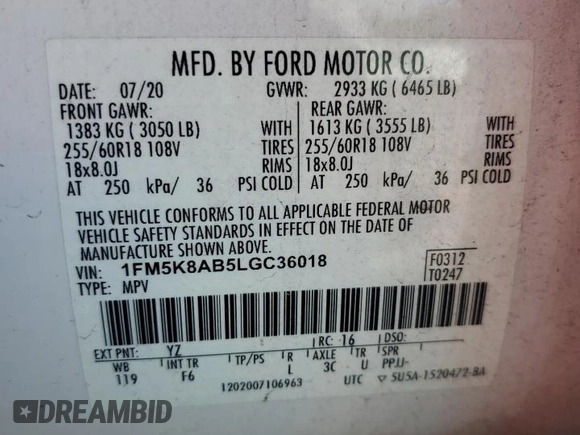 MFD. BY FORD MOTOR CO.
DATE: 07/20 GVWR: 2933 KG ( 6465 LB)
FRONT GAWR: REAR GAWR:
1383 KG ( 3050 LB) WITH 1613 KG ( 3555 LB) WITH
255/60R18 108V TIRES 255/60R18 108V TIRES
18x8.0J RIMS 18x8.0J RIMS
AT 250 kPa/ 36 PSI COLD AT 250 kPa/ 36 PSI COLD
THIS VEHICLE CONFORMS TO ALL APPLICABLE FEDERAL MOTOR
VEHICLE SAFETY STANDARDS IN EFFECT ON THE DATE OF
MANUFACTURE SHOWN ABOVE.
VIN: 1FM5K8AB5LGC36018 F0312
TYPE: MPV T0247
EXT PNT: YZ RC: 16 DSO:
WB INT TR TP/PS R L AXLE TR SPR
119 F6 3C U PPJJ-
1202007106963 UTC ▽ 5U5A-1520472-BA
DREAMBID